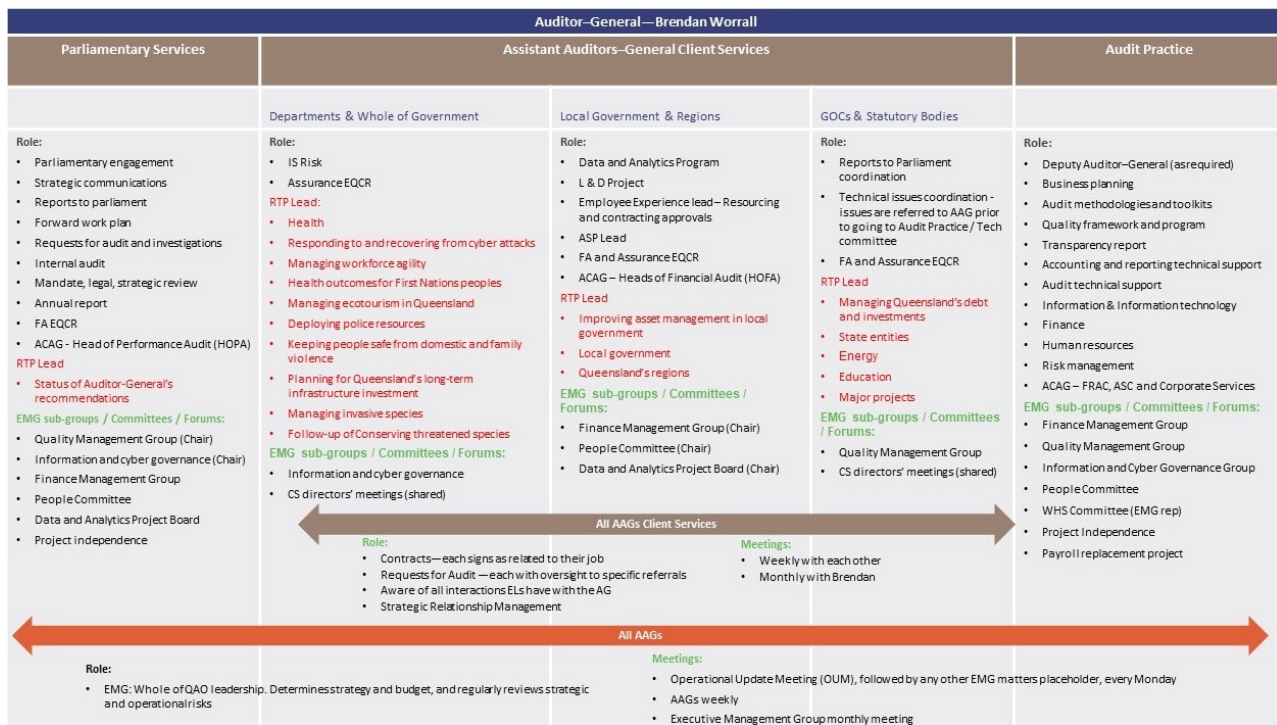 Auditor–General—Brendan Worrall
Parliamentary Services
Assistant Auditors–General Client Services
Audit Practice
Departments & Whole of Government
Local Government & Regions
GOCs & Statutory Bodies
Role:
• Parliamentary engagement
• Strategic communications
• Reports to parliament
• Forward work plan
• Requests for audit and investigations
• Internal audit
• Mandate, legal, strategic review
• Annual report
• FA EQCR
• ACAG - Head of Performance Audit (HOPA)
RTP Lead
• Status of Auditor-General's
recommendations
EMG sub-groups / Committees / Forums:
• Quality Management Group (Chair)
• Information and cyber governance (Chair)
• Finance Management Group
• People Committee
• Data and Analytics Project Board
• Project independence
Role:
• IS Risk
• Assurance EQCR
RTP Lead:
• Health
• Responding to and recovering from cyber attacks
• Managing workforce agility
• Health outcomes for First Nations peoples
• Managing ecotourism in Queensland
• Deploying police resources
• Keeping people safe from domestic and family
violence
• Planning for Queensland's long-term
infrastructure investment
• Managing invasive species
• Follow-up of Conserving threatened species
EMG sub-groups / Committees / Forums:
• Information and cyber governance
• CS directors' meetings (shared)
Role:
• Data and Analytics Program
• L & D Project
• Employee Experience lead – Resourcing
and contracting approvals
• ASP Lead
• FA and Assurance EQCR
• ACAG – Heads of Financial Audit (HOFA)
RTP Lead
• Improving asset management in local
government
• Local government
• Queensland's regions
EMG sub-groups / Committees /
Forums:
• Finance Management Group (Chair)
• People Committee (Chair)
• Data and Analytics Project Board (Chair)
Role:
• Reports to Parliament
coordination
• Technical issues coordination -
issues are referred to AAG prior
to going to Audit Practice / Tech
committee
• FA and Assurance EQCR
RTP Lead
• Managing Queensland's debt
and investments
• State entities
• Energy
• Education
• Major projects
EMG sub-groups / Committees
/ Forums:
• Quality Management Group
• CS directors' meetings (shared)
Role:
• Deputy Auditor–General (as required)
• Business planning
• Audit methodologies and toolkits
• Quality framework and program
• Transparency report
• Accounting and reporting technical support
• Audit technical support
• Information & Information technology
• Finance
• Human resources
• Risk management
• ACAG – FRAC, ASC and Corporate Services
EMG sub-groups / Committees / Forums:
• Finance Management Group
• Quality Management Group
• Information and Cyber Governance Group
• People Committee
• WHS Committee (EMG rep)
• Project Independence
• Payroll replacement project
All AAGs Client Services
Role:
• Contracts—each signs as related to their job
• Requests for Audit —each with oversight to specific referrals
• Aware of all interactions ELs have with the AG
• Strategic Relationship Management
Meetings:
• Weekly with each other
• Monthly with Brendan
All AAGs
Role:
• EMG: Whole of QAO leadership. Determines strategy and budget, and regularly reviews strategic
and operational risks
Meetings:
• Operational Update Meeting (OUM), followed by any other EMG matters placeholder, every Monday
• AAGs weekly
• Executive Management Group monthly meeting